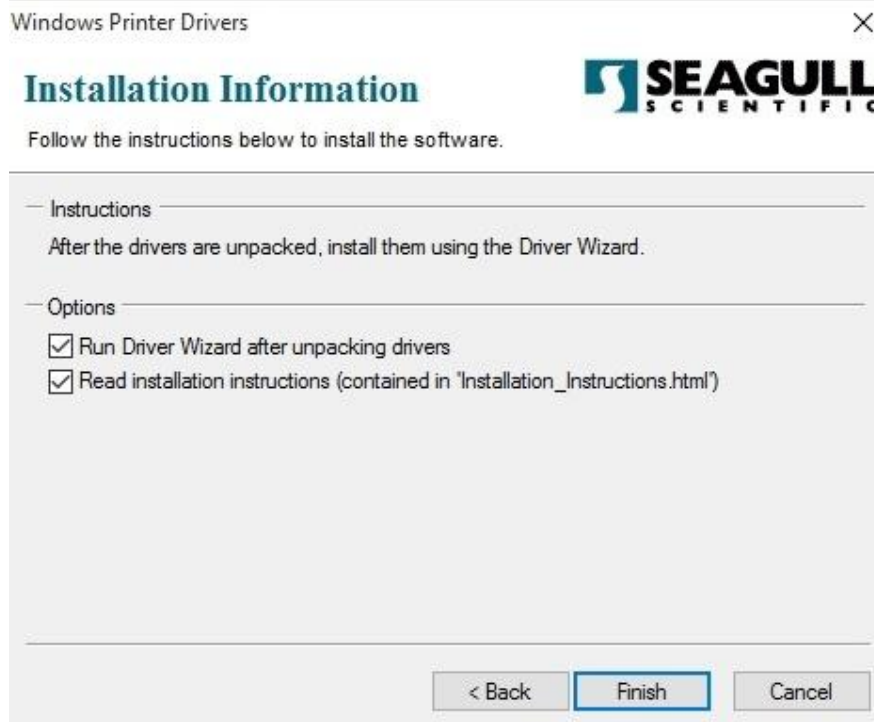 Windows Printer Drivers
Installation Information
SEAGULL
SCIENTIFIC
Follow the instructions below to install the software.
Instructions
After the drivers are unpacked, install them using the Driver Wizard.
Options
Run Driver Wizard after unpacking drivers
Read installation instructions (contained in 'Installation_Instructions.html')
< Back
Finish
Cancel